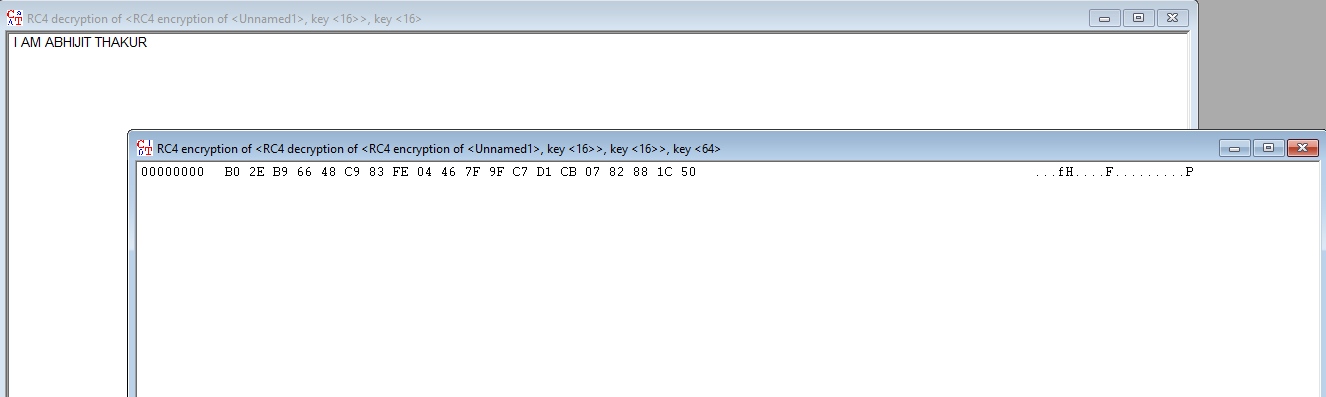 RC4 decryption of <RC4 encryption of <Unnamed1>, key <16>>, key <16>
I AM ABHIJIT THAKUR
RC4 encryption of <RC4 decryption of <RC4 encryption of <Unnamed1>, key <16>>, key <16>>, key <64>
00000000 B0 2E B9 66 48 C9 83 FE 04 46 7F 9F C7 D1 CB 07 82 88 1C 50 ...fH....F.........P